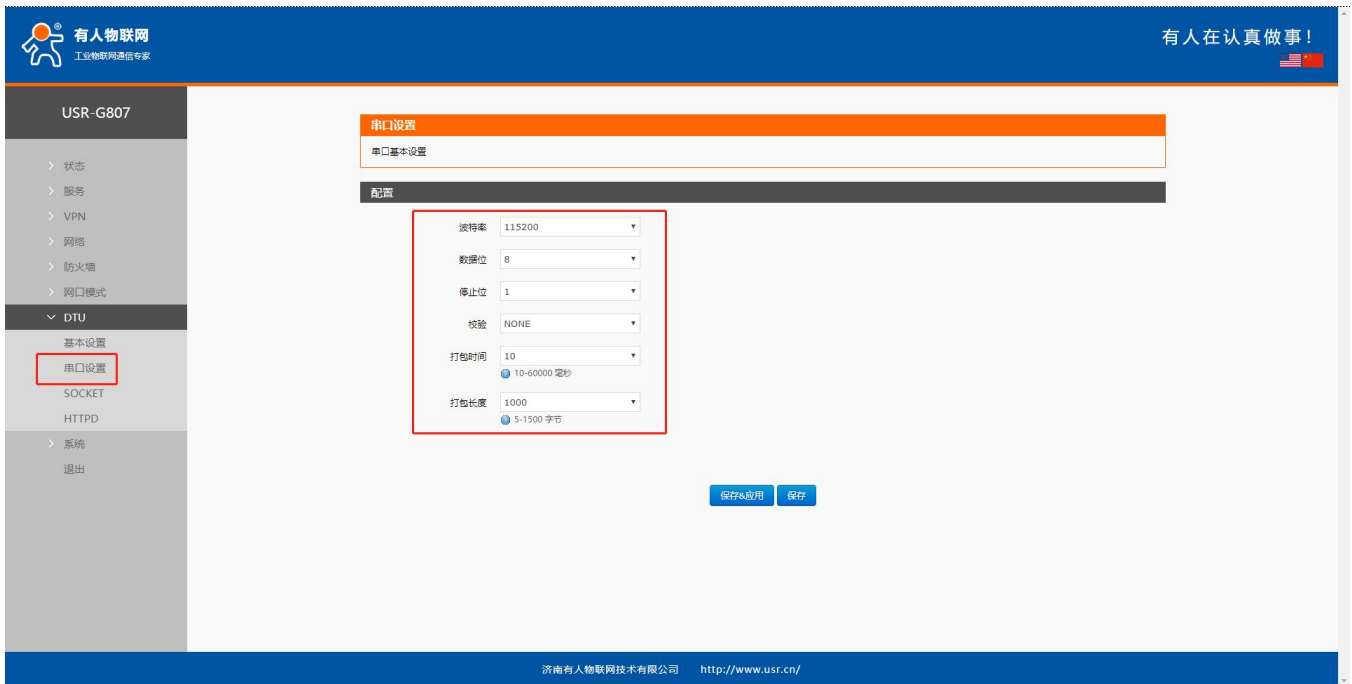 有人物联网
工业物联网通信专家
有人在认真做事!
USR-G807
状态
服务
VPN
网络
防火墙
网口模式
DTU
基本设置
串口设置
SOCKET
HTTPD
系统
退出
串口设置
串口基本设置
配置
波特率 115200
数据位 8
停止位 1
校验 NONE
打包时间 10
10-60000 毫秒
打包长度 1000
5-1500 字节
保存&应用 保存
济南有人物联网技术有限公司 http://www.usr.cn/